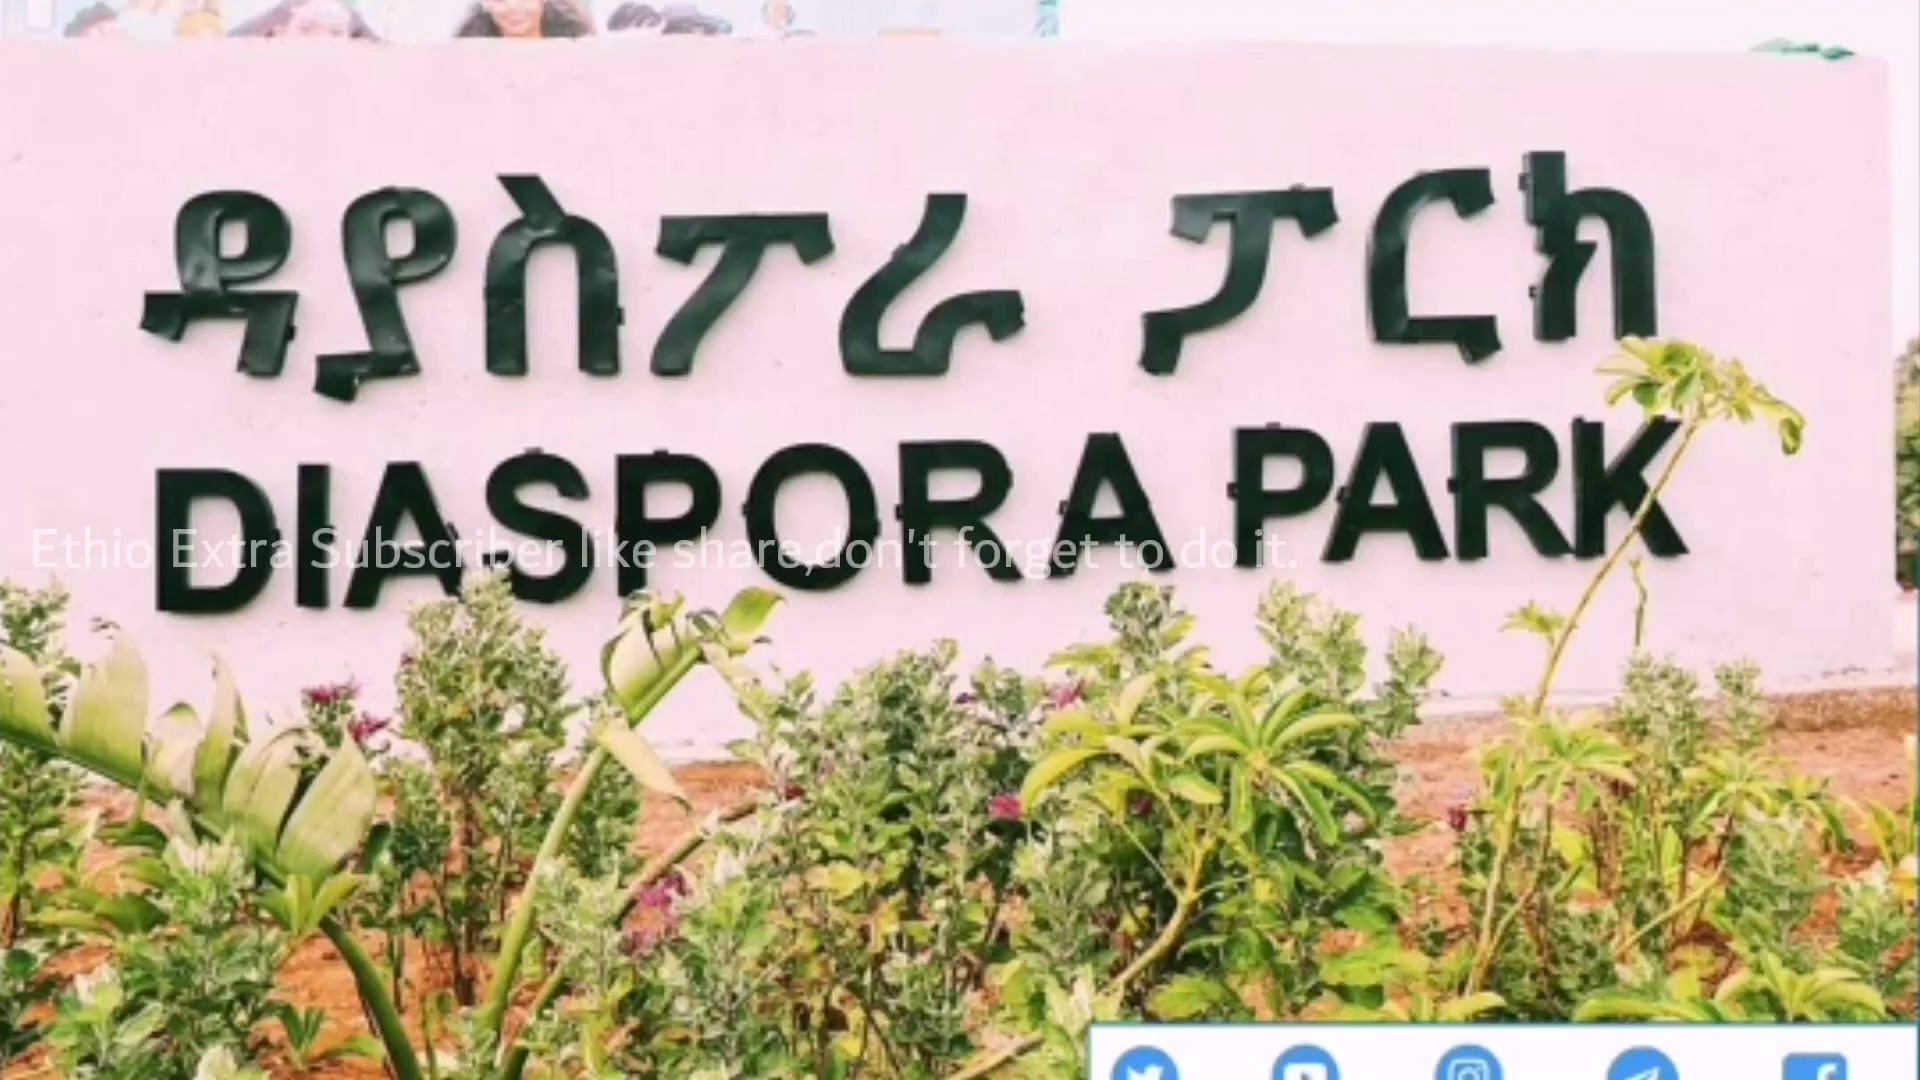 ዳያስፖራ ፓርክ
DIASPORA PARK
Ethio Extra Subscriber like share,don't forget to do it.